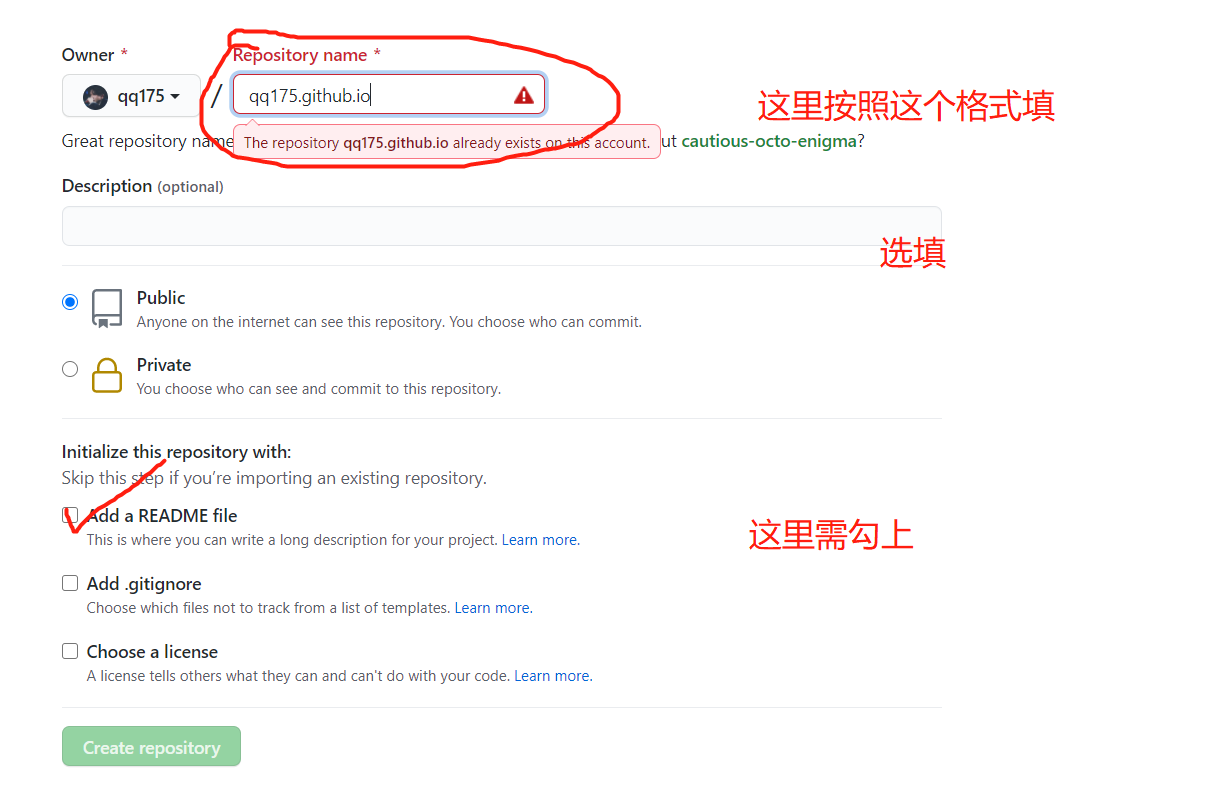 Owner *
Repository name *
qq175
/
qq175.github.io
这里按照这个格式填
Great repository name
The repository qq175.github.io already exists on this account.
ut cautious-octo-enigma?
Description (optional)
选填
Public
Anyone on the internet can see this repository. You choose who can commit.
Private
You choose who can see and commit to this repository.
Initialize this repository with:
Skip this step if you’re importing an existing repository.
Add a README file
这里需勾上
This is where you can write a long description for your project. Learn more.
Add .gitignore
Choose which files not to track from a list of templates. Learn more.
Choose a license
A license tells others what they can and can't do with your code. Learn more.
Create repository